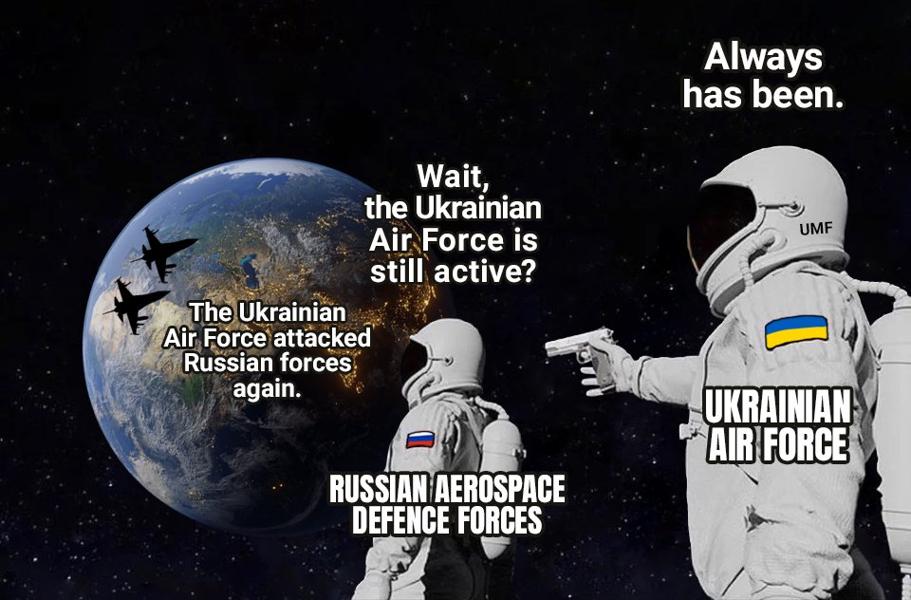 Always
has been.
Wait,
the Ukrainian
Air Force is
still active?
UMF
The Ukrainian
Air Force attacked
Russian forces
again.
UKRAINIAN
AIR FORCE
RUSSIAN AEROSPACE
DEFENCE FORCES